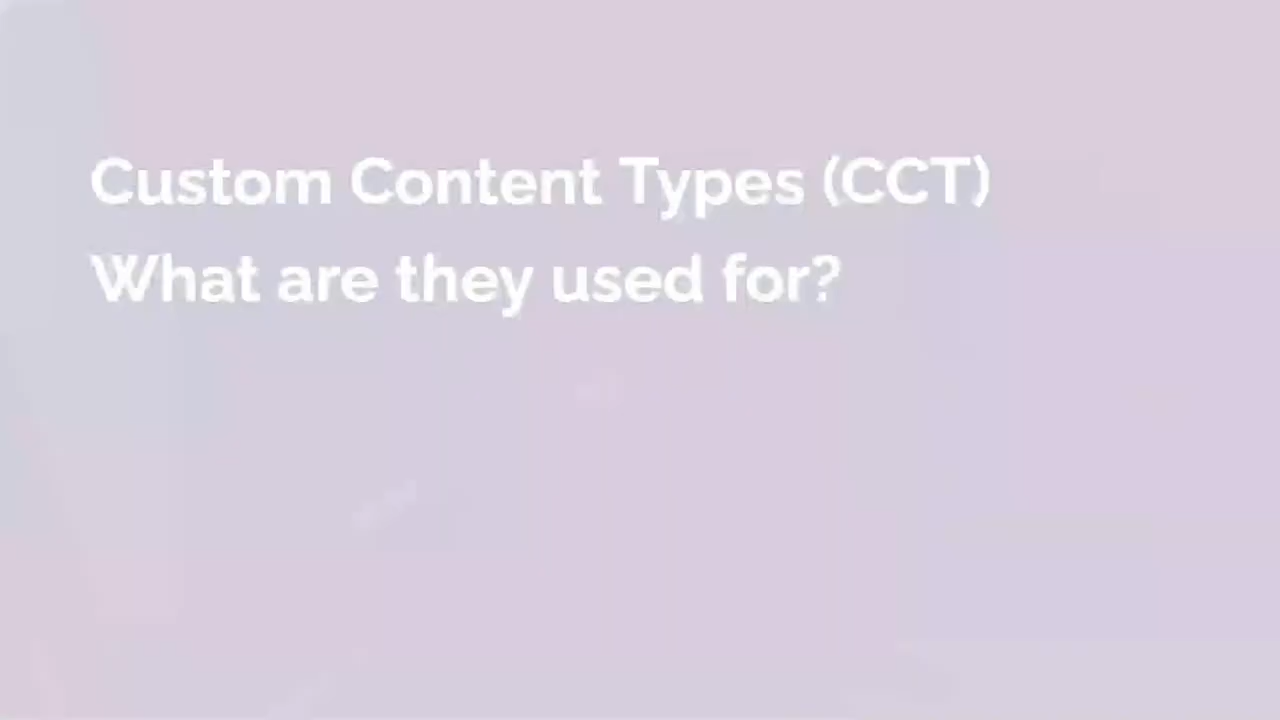 Custom Content Types (CCT)
What are they used for?